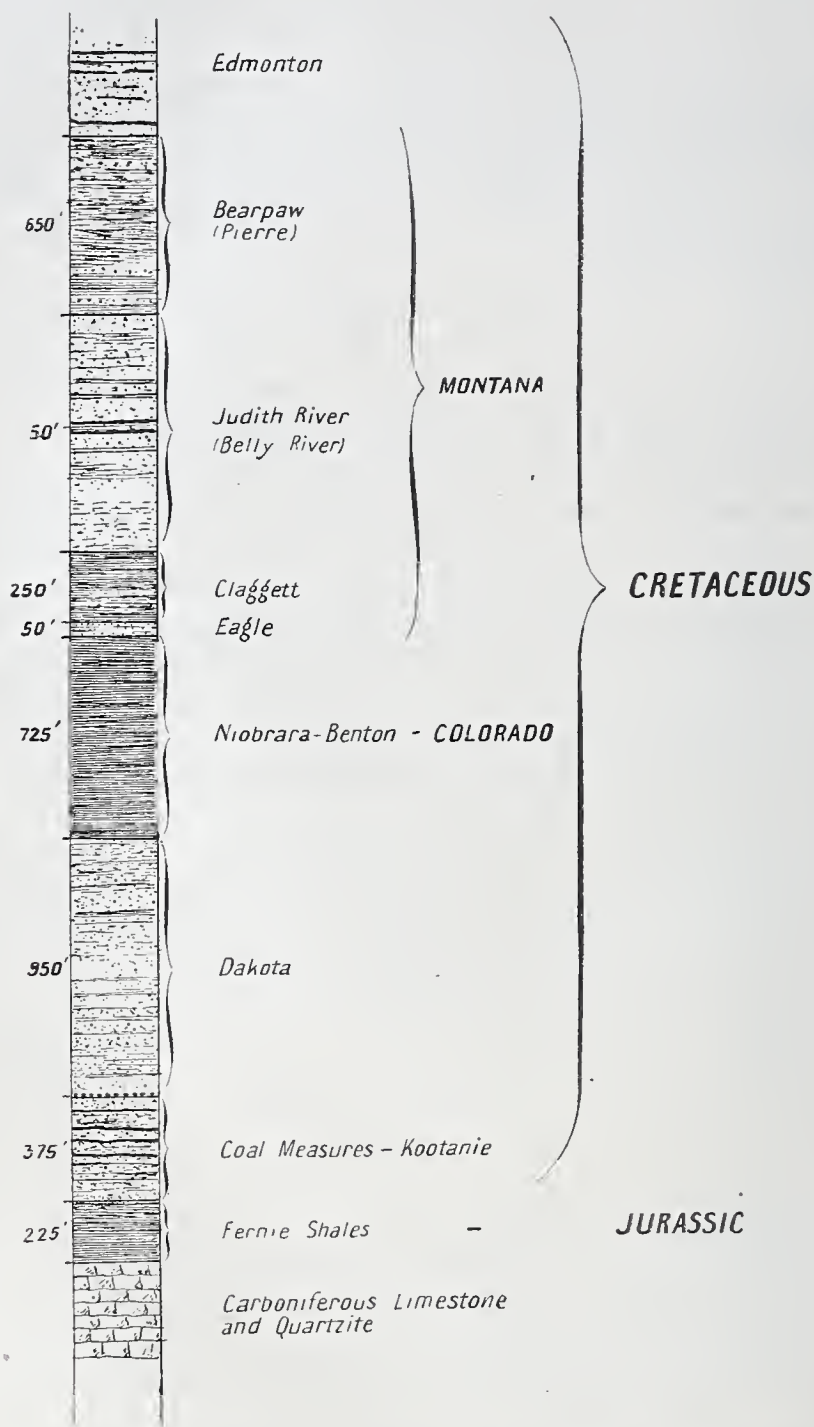 Edmonton
650' Bearpaw
(Pierre)
MONTANA
50' Judith River
(Belly River)
250' Claggett
CRETACEOUS
50' Eagle
725' Niobrara-Benton - COLORADO
950' Dakota
375' Coal Measures - Kootanie
225' Fernie Shales - JURASSIC
Carboniferous Limestone
and Quartzite